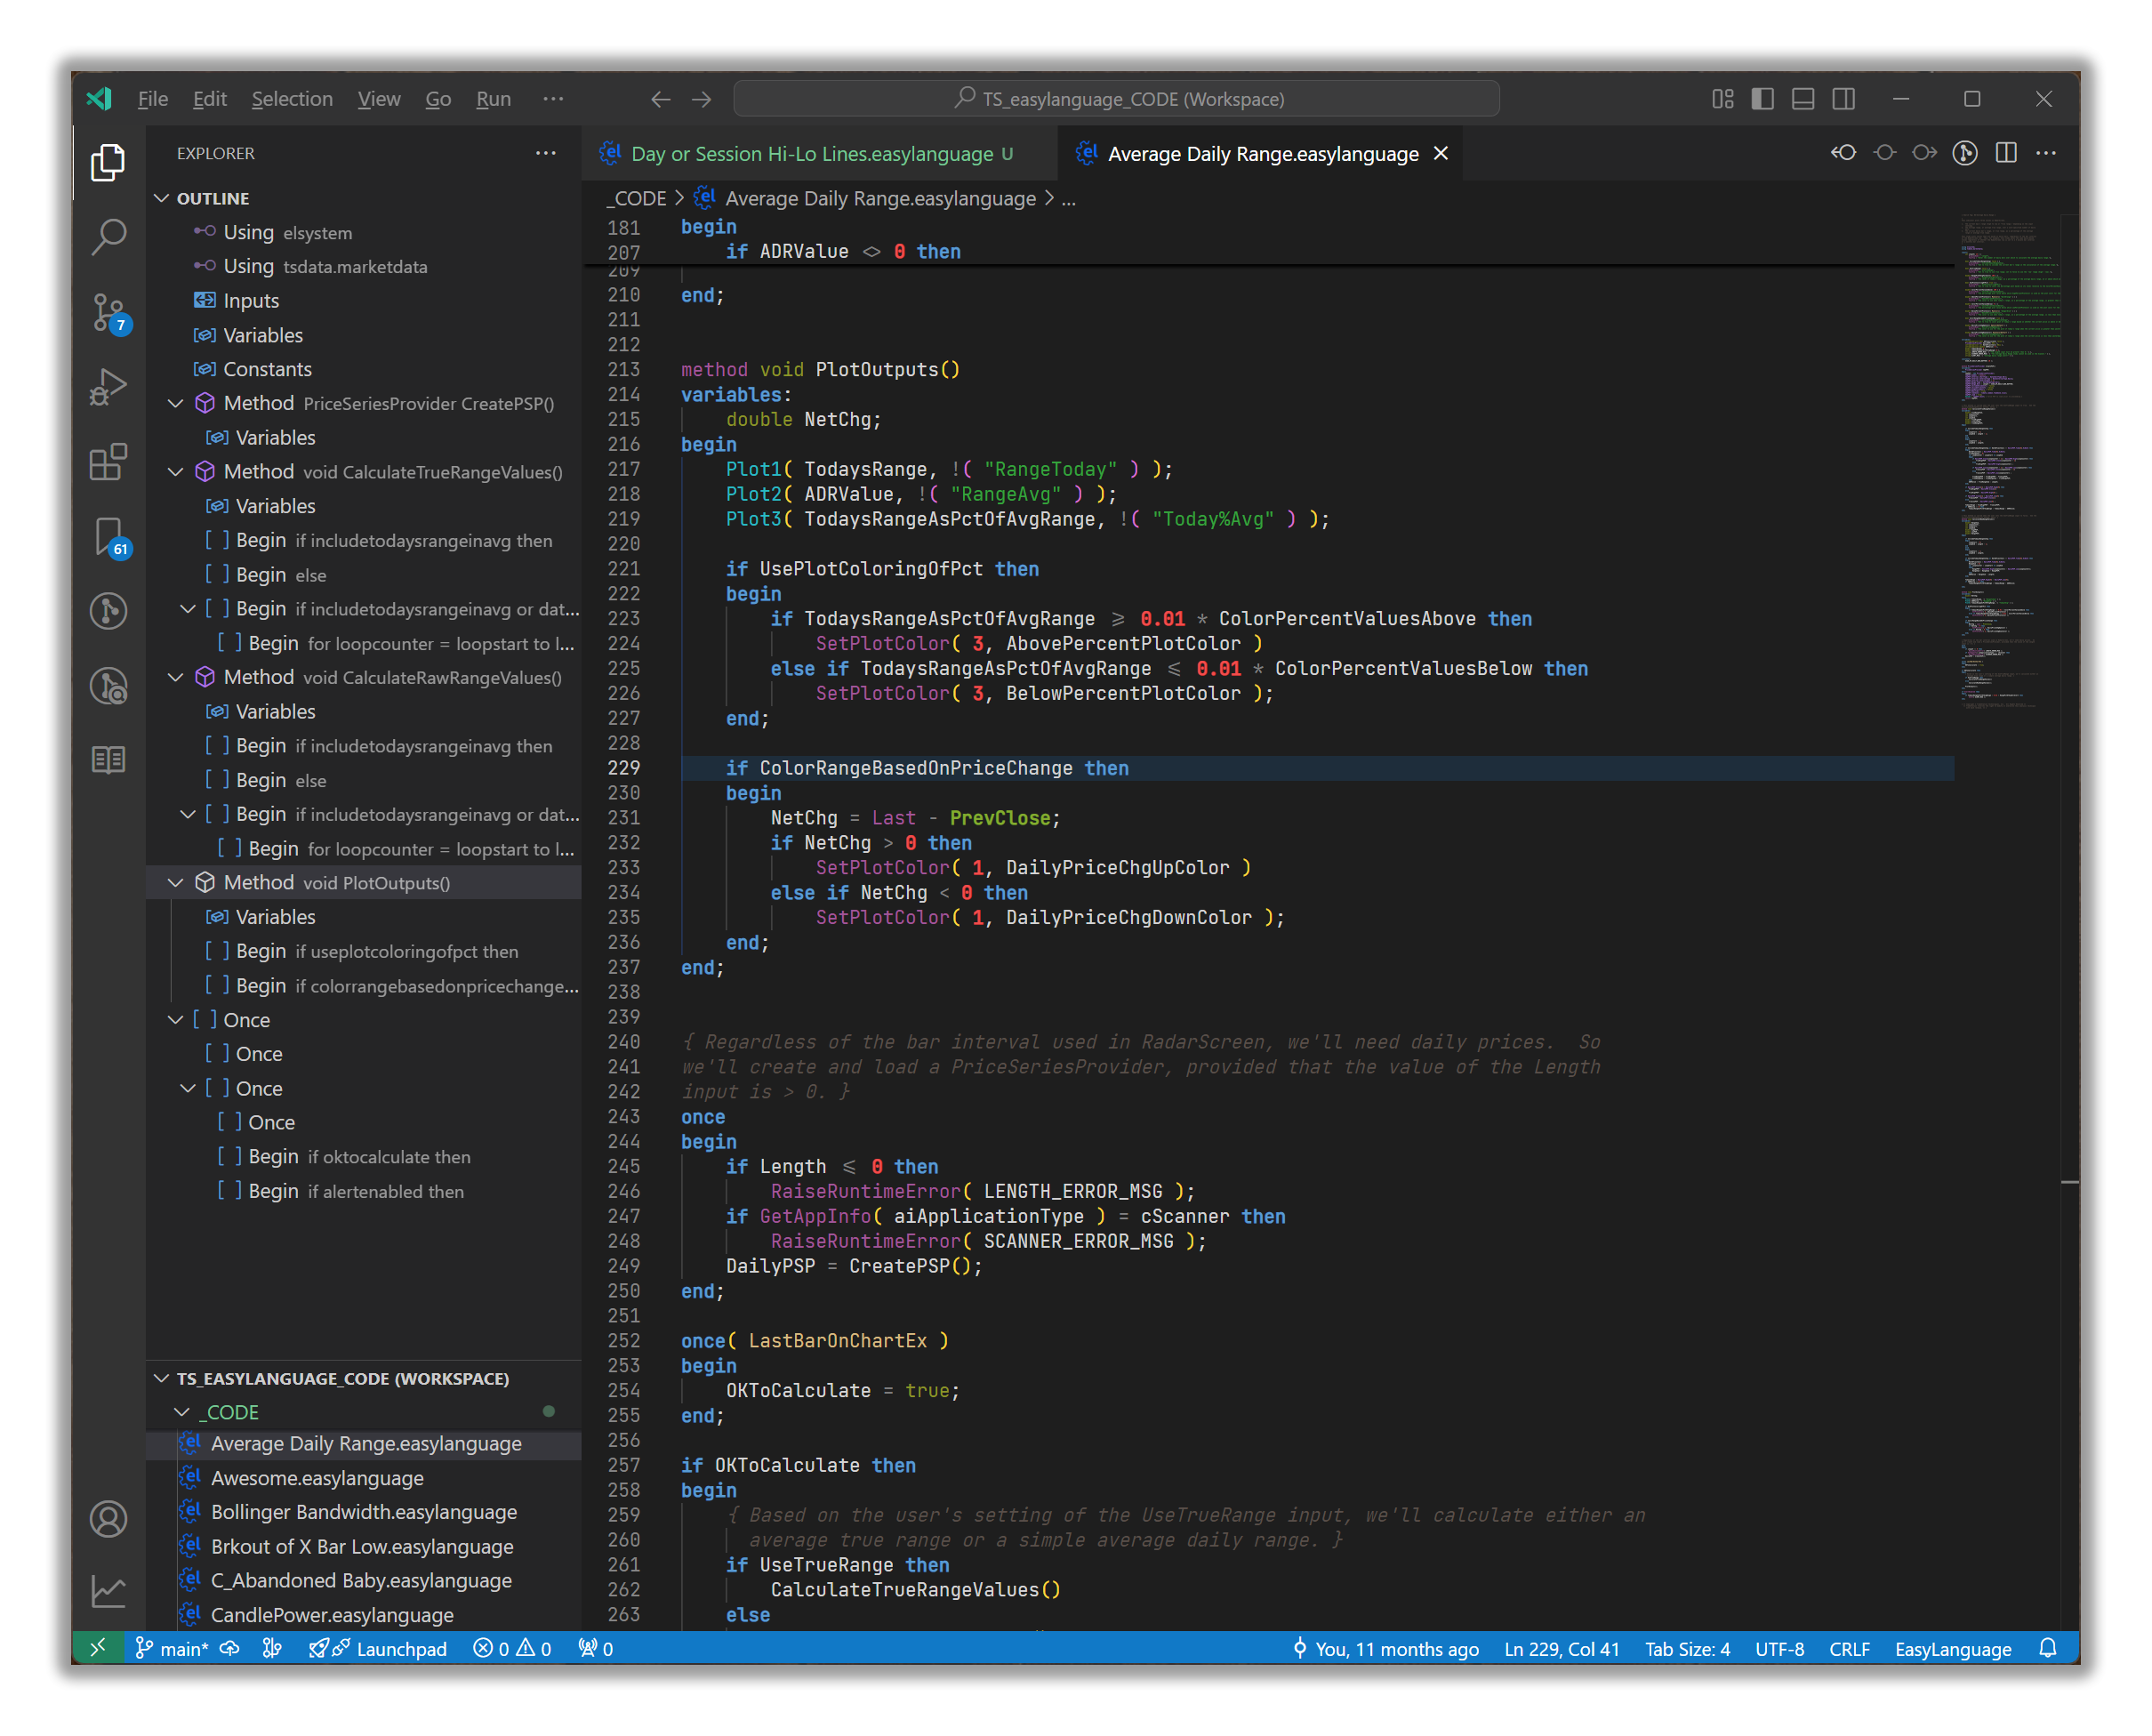 File Edit Selection View Go Run ··· TS_easylanguage_CODE (Workspace)
EXPLORER ···
OUTLINE
Using elsystem
Using tsdata.marketdata
Inputs
Variables
Constants
Method PriceSeriesProvider CreatePSP()
Variables
Method void CalculateTrueRangeValues()
Variables
Begin if includetodaysrangeinavg then
Begin else
Begin if includetodaysrangeinavg or dat...
Begin for loopcounter = loopstart to l...
Method void CalculateRawRangeValues()
Variables
Begin if includetodaysrangeinavg then
Begin else
Begin if includetodaysrangeinavg or dat...
Begin for loopcounter = loopstart to l...
Method void PlotOutputs()
Variables
Begin if useplotcoloringofpct then
Begin if colorrangebasedonpricechange...
Once
Once
Once
Once
Begin if oktocalculate then
Begin if alertenabled then
TS_EASYLANGUAGE_CODE (WORKSPACE)
_CODE
Average Daily Range.easylanguage
Awesome.easylanguage
Bollinger Bandwidth.easylanguage
Brkout of X Bar Low.easylanguage
C_Abandoned Baby.easylanguage
CandlePower.easylanguage
7
61
Day or Session Hi-Lo Lines.easylanguage U Average Daily Range.easylanguage
_CODE > Average Daily Range.easylanguage > ...
181 begin
207 if ADRValue <> 0 then
209
210 end;
211
212
213 method void PlotOutputs()
214 variables:
215 double NetChg;
216 begin
217 Plot1( TodaysRange, !( "RangeToday" ) );
218 Plot2( ADRValue, !( "RangeAvg" ) );
219 Plot3( TodaysRangeAsPctOfAvgRange, !( "Today%Avg" ) );
220
221 if UsePlotColoringOfPct then
222 begin
223 if TodaysRangeAsPctOfAvgRange >= 0.01 * ColorPercentValuesAbove then
224 SetPlotColor( 3, AbovePercentPlotColor )
225 else if TodaysRangeAsPctOfAvgRange <= 0.01 * ColorPercentValuesBelow then
226 SetPlotColor( 3, BelowPercentPlotColor );
227 end;
228
229 if ColorRangeBasedOnPriceChange then
230 begin
231 NetChg = Last - PrevClose;
232 if NetChg > 0 then
233 SetPlotColor( 1, DailyPriceChgUpColor )
234 else if NetChg < 0 then
235 SetPlotColor( 1, DailyPriceChgDownColor );
236 end;
237 end;
238
239
240 { Regardless of the bar interval used in RadarScreen, we'll need daily prices.  So
241 we'll create and load a PriceSeriesProvider, provided that the value of the Length
242 input is > 0. }
243 once
244 begin
245 if Length <= 0 then
246 RaiseRuntimeError( LENGTH_ERROR_MSG );
247 if GetAppInfo( aiApplicationType ) = cScanner then
248 RaiseRuntimeError( SCANNER_ERROR_MSG );
249 DailyPSP = CreatePSP();
250 end;
251
252 once( LastBarOnChartEx )
253 begin
254 OKToCalculate = true;
255 end;
256
257 if OKToCalculate then
258 begin
259 { Based on the user's setting of the UseTrueRange input, we'll calculate either an
260 average true range or a simple average daily range. }
261 if UseTrueRange then
262 CalculateTrueRangeValues()
263 else
main* Launchpad 0 0 0 You, 11 months ago Ln 229, Col 41 Tab Size: 4 UTF-8 CRLF EasyLanguage